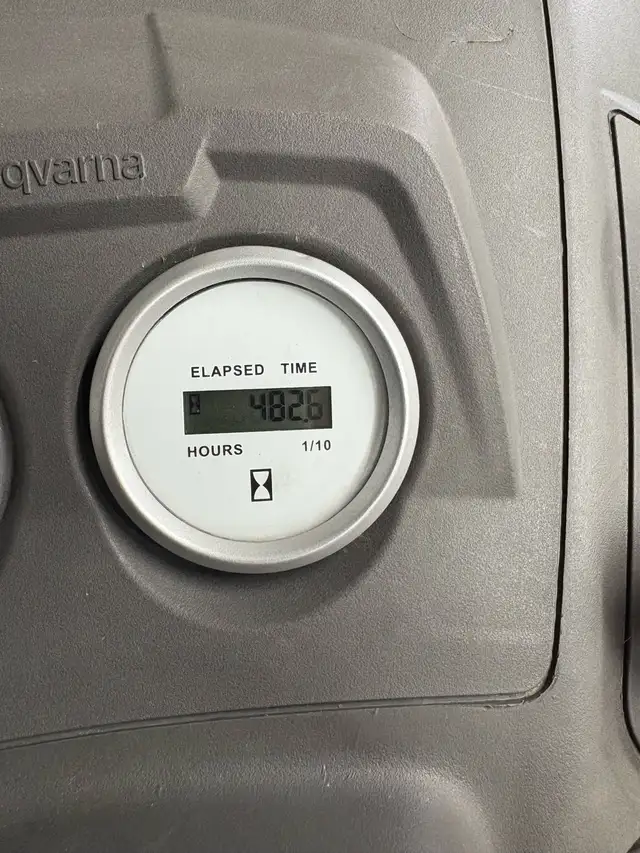 qvarna
ELAPSED TIME
482.6
HOURS 1/10